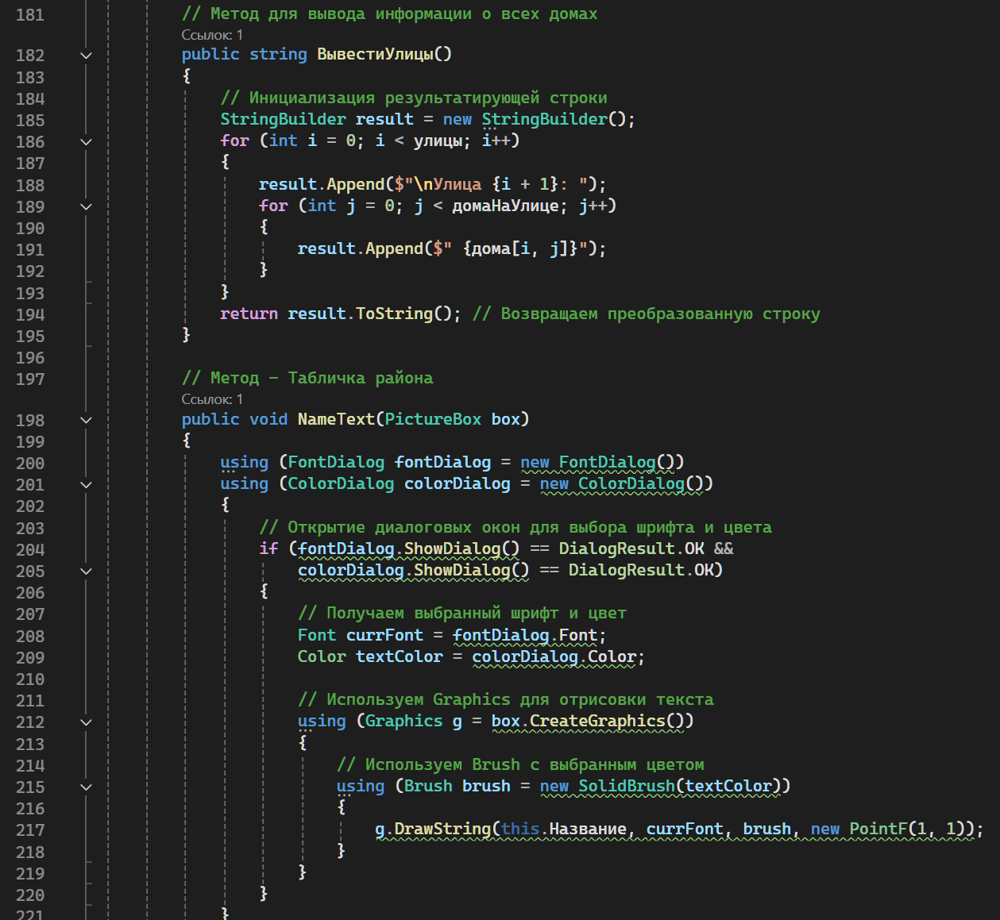 181 // Метод для вывода информации о всех домах
Ссылок: 1
182 public string ВывестиУлицы()
183 {
184 // Инициализация результатирующей строки
185 StringBuilder result = new StringBuilder();
186 for (int i = 0; i < улицы; i++)
187 {
188 result.Append($"\nУлица {i + 1}: ");
189 for (int j = 0; j < домаНаУлице; j++)
190 {
191 result.Append($" {дома[i, j]}");
192 }
193 }
194 return result.ToString(); // Возвращаем преобразованную строку
195 }
196
197 // Метод - Табличка района
Ссылок: 1
198 public void NameText(PictureBox box)
199 {
200 using (FontDialog fontDialog = new FontDialog())
201 using (ColorDialog colorDialog = new ColorDialog())
202 {
203 // Открытие диалоговых окон для выбора шрифта и цвета
204 if (fontDialog.ShowDialog() == DialogResult.OK &&
205 colorDialog.ShowDialog() == DialogResult.OK)
206 {
207 // Получаем выбранный шрифт и цвет
208 Font currFont = fontDialog.Font;
209 Color textColor = colorDialog.Color;
210
211 // Используем Graphics для отрисовки текста
212 using (Graphics g = box.CreateGraphics())
213 {
214 // Используем Brush с выбранным цветом
215 using (Brush brush = new SolidBrush(textColor))
216 {
217 g.DrawString(this.Название, currFont, brush, new PointF(1, 1));
218 }
219 }
220 }
221 }